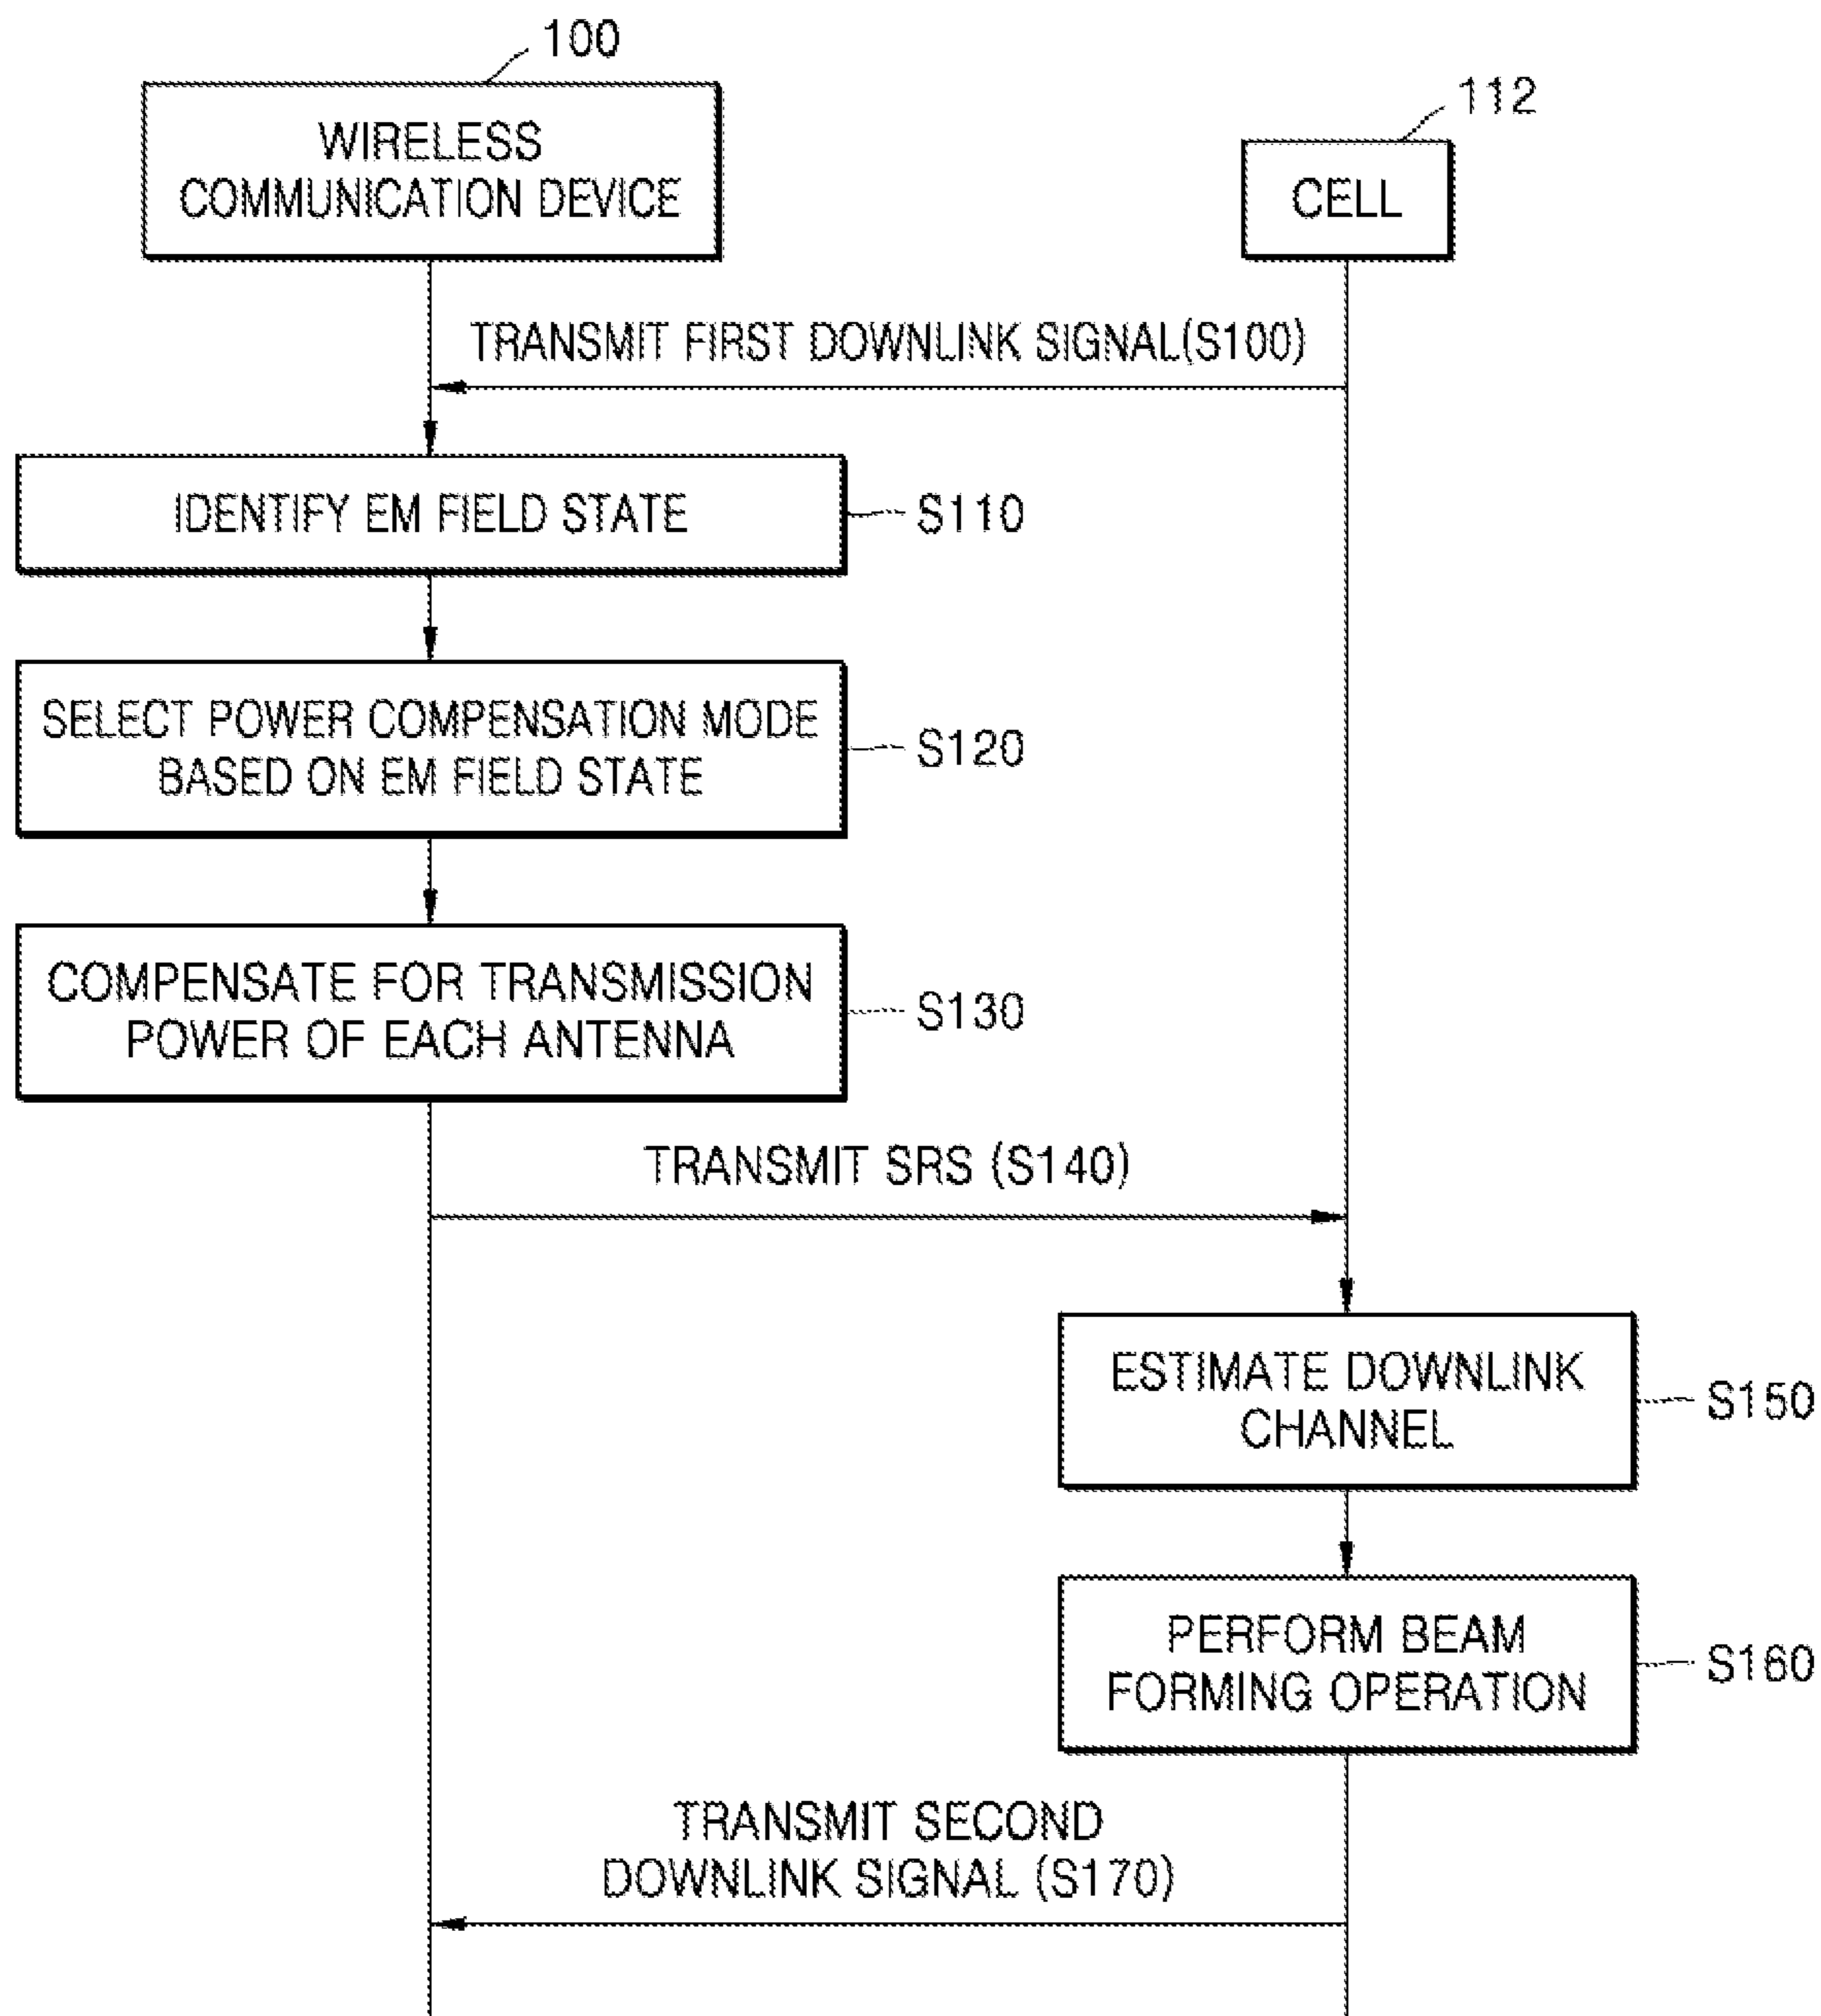 100
WIRELESS
COMMUNICATION DEVICE
112
CELL
TRANSMIT FIRST DOWNLINK SIGNAL(S100)
IDENTIFY EM FIELD STATE
S110
SELECT POWER COMPENSATION MODE
BASED ON EM FIELD STATE
S120
COMPENSATE FOR TRANSMISSION
POWER OF EACH ANTENNA
S130
TRANSMIT SRS (S140)
ESTIMATE DOWNLINK
CHANNEL
S150
PERFORM BEAM
FORMING OPERATION
S160
TRANSMIT SECOND
DOWNLINK SIGNAL (S170)